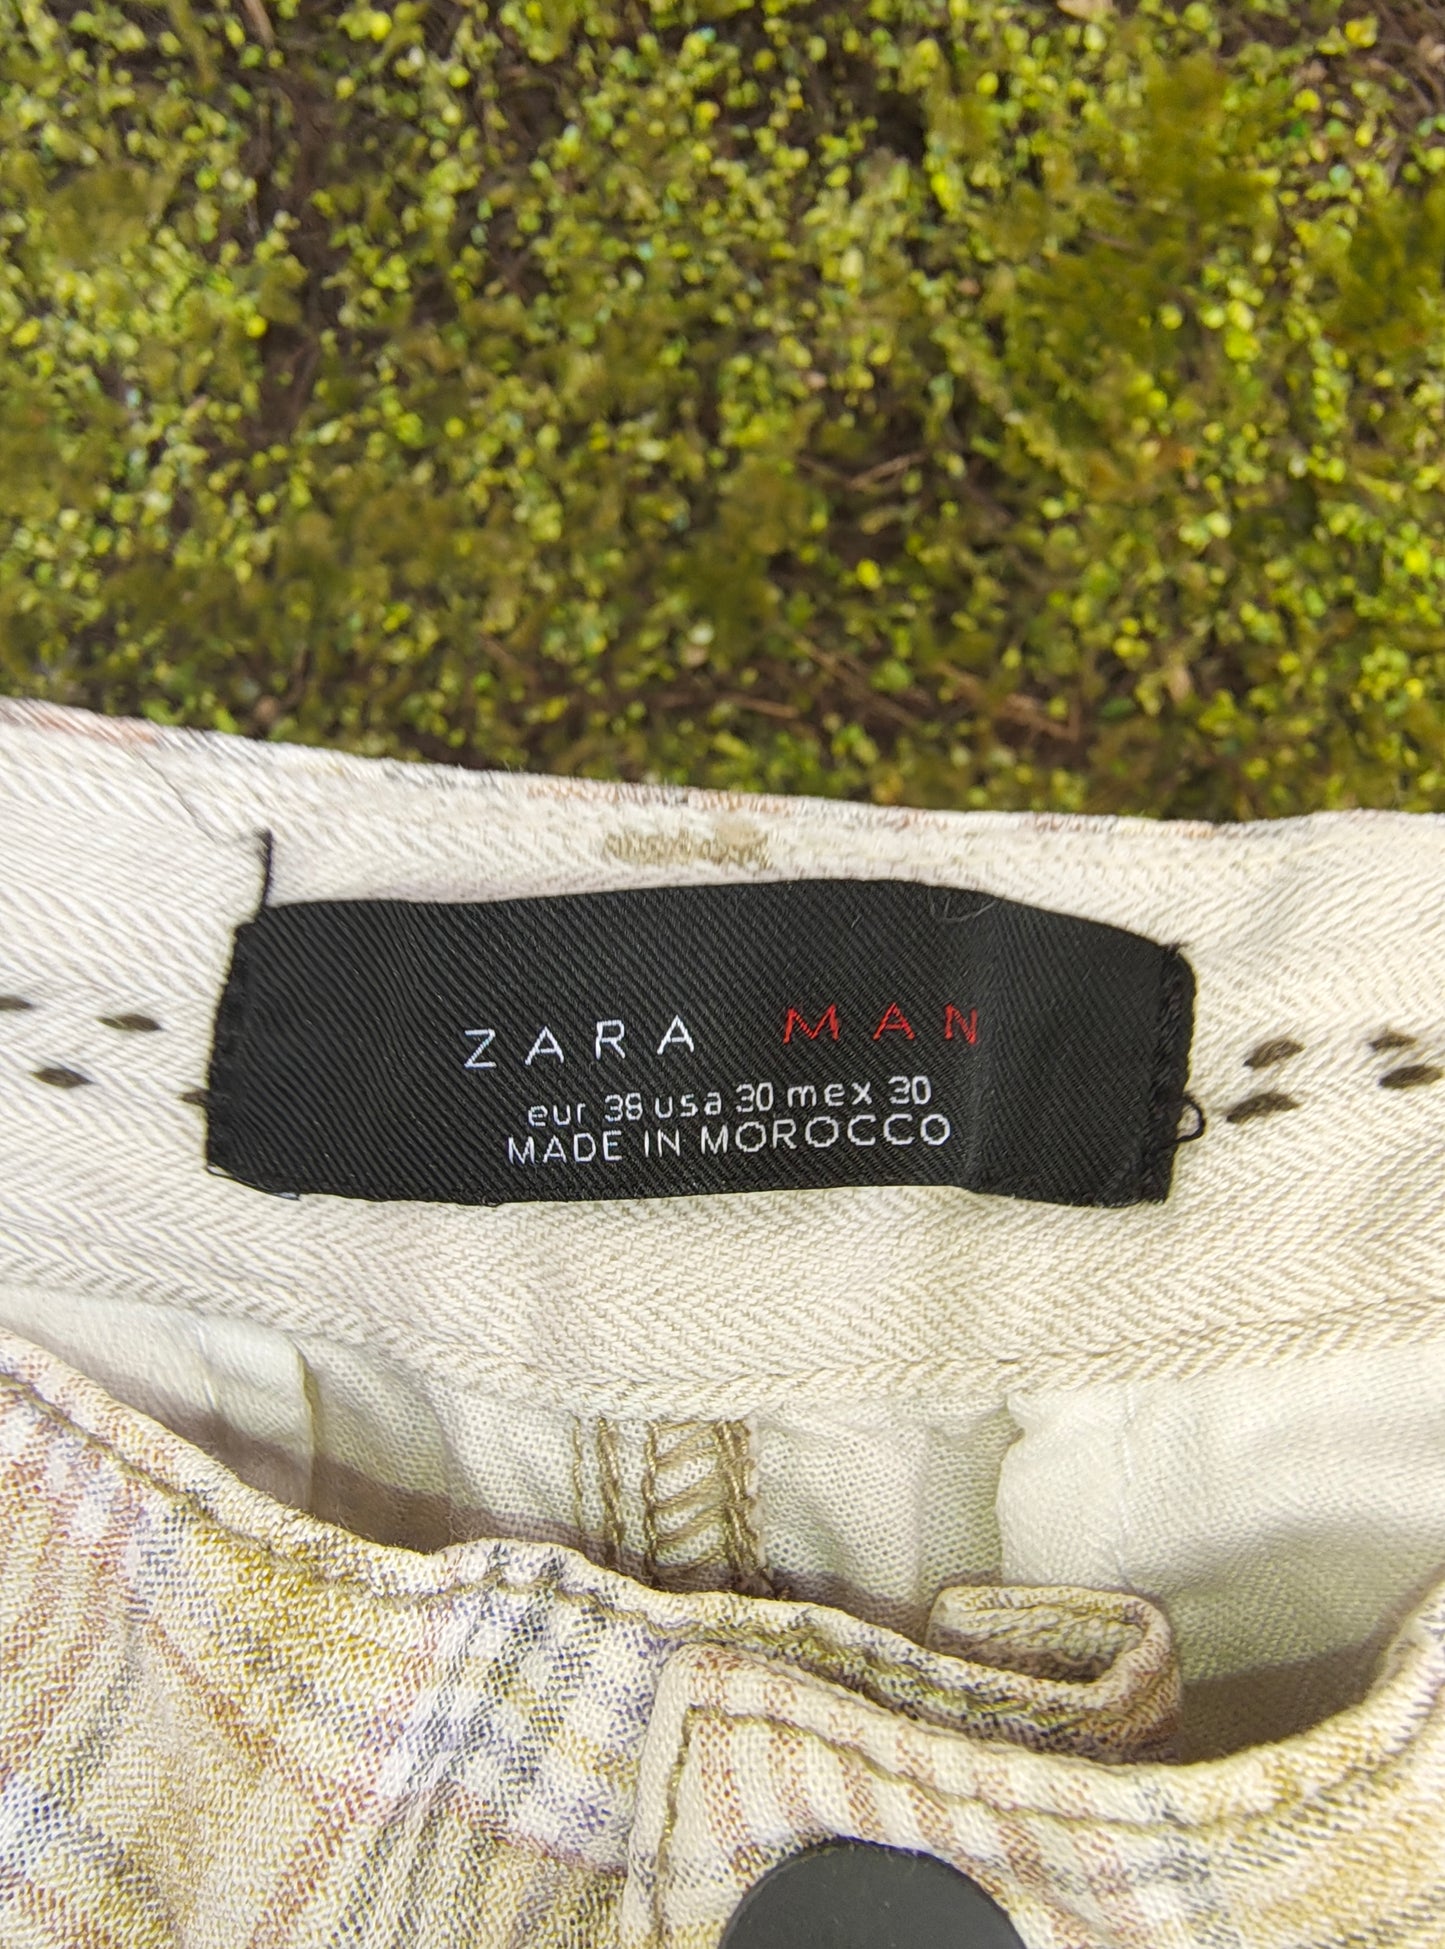 ZARA MAN
eur 38 usa 30 mex 30
MADE IN MOROCCO